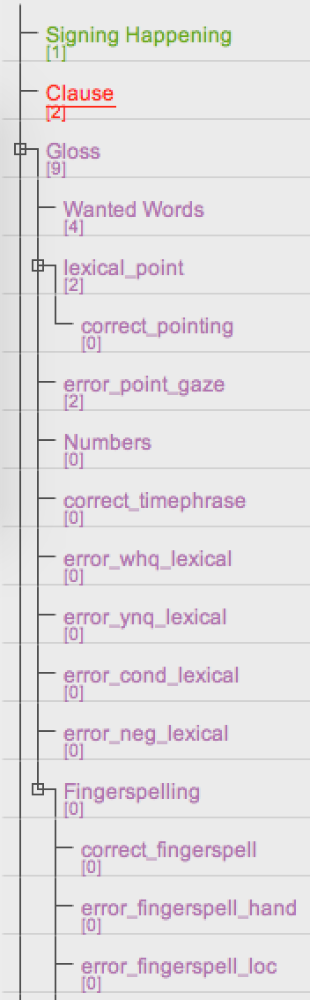 Signing Happening
[1]
Clause
[2]
Gloss
[9]
Wanted Words
[4]
lexical_point
[2]
correct_pointing
[0]
error_point_gaze
[2]
Numbers
[0]
correct_timephrase
[0]
error_whq_lexical
[0]
error_ynq_lexical
[0]
error_cond_lexical
[0]
error_neg_lexical
[0]
Fingerspelling
[0]
correct_fingerspell
[0]
error_fingerspell_hand
[0]
error_fingerspell_loc
[0]